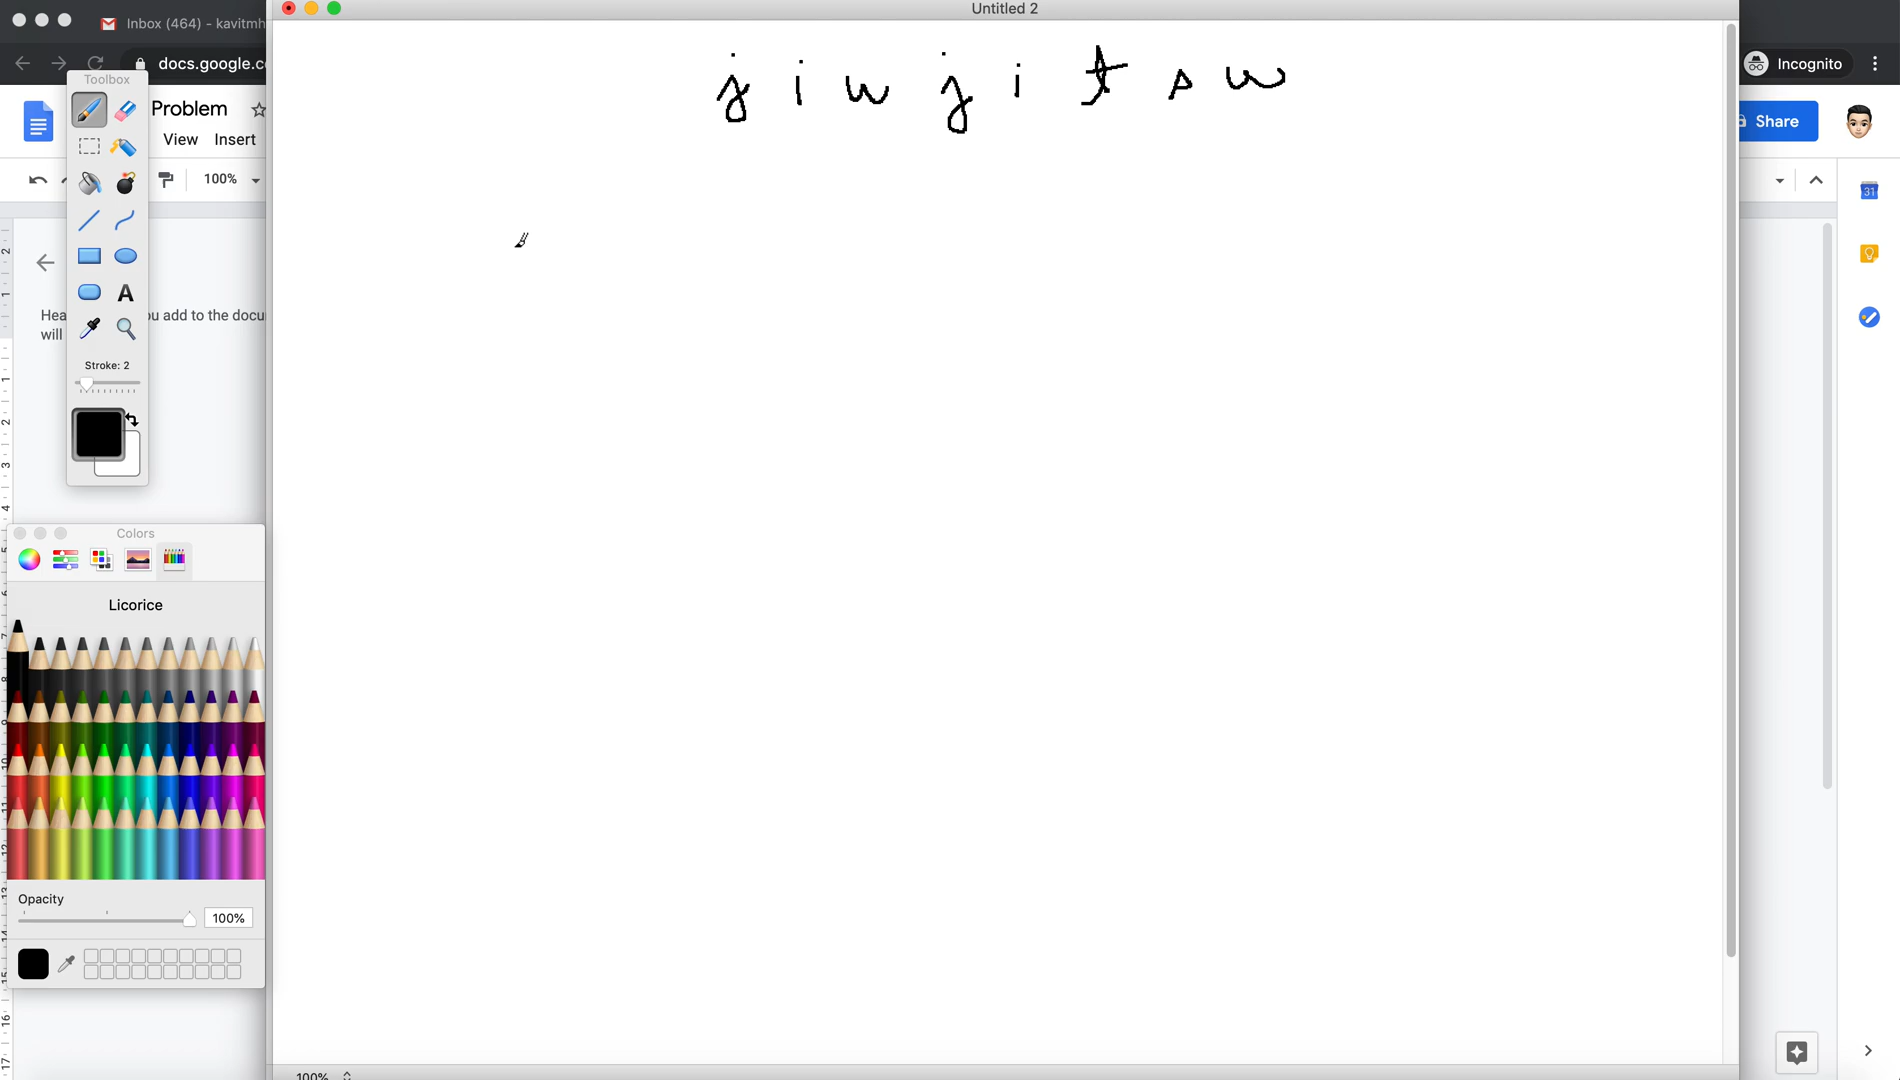 Inbox (464) - kavitmh
Untitled 2
docs.google.c
Incognito
Toolbox
Problem
View Insert
Share
100%
31
j i w j i t s w
Hea
u add to the docu
will
Stroke: 2
Colors
Licorice
Opacity
100%
100%